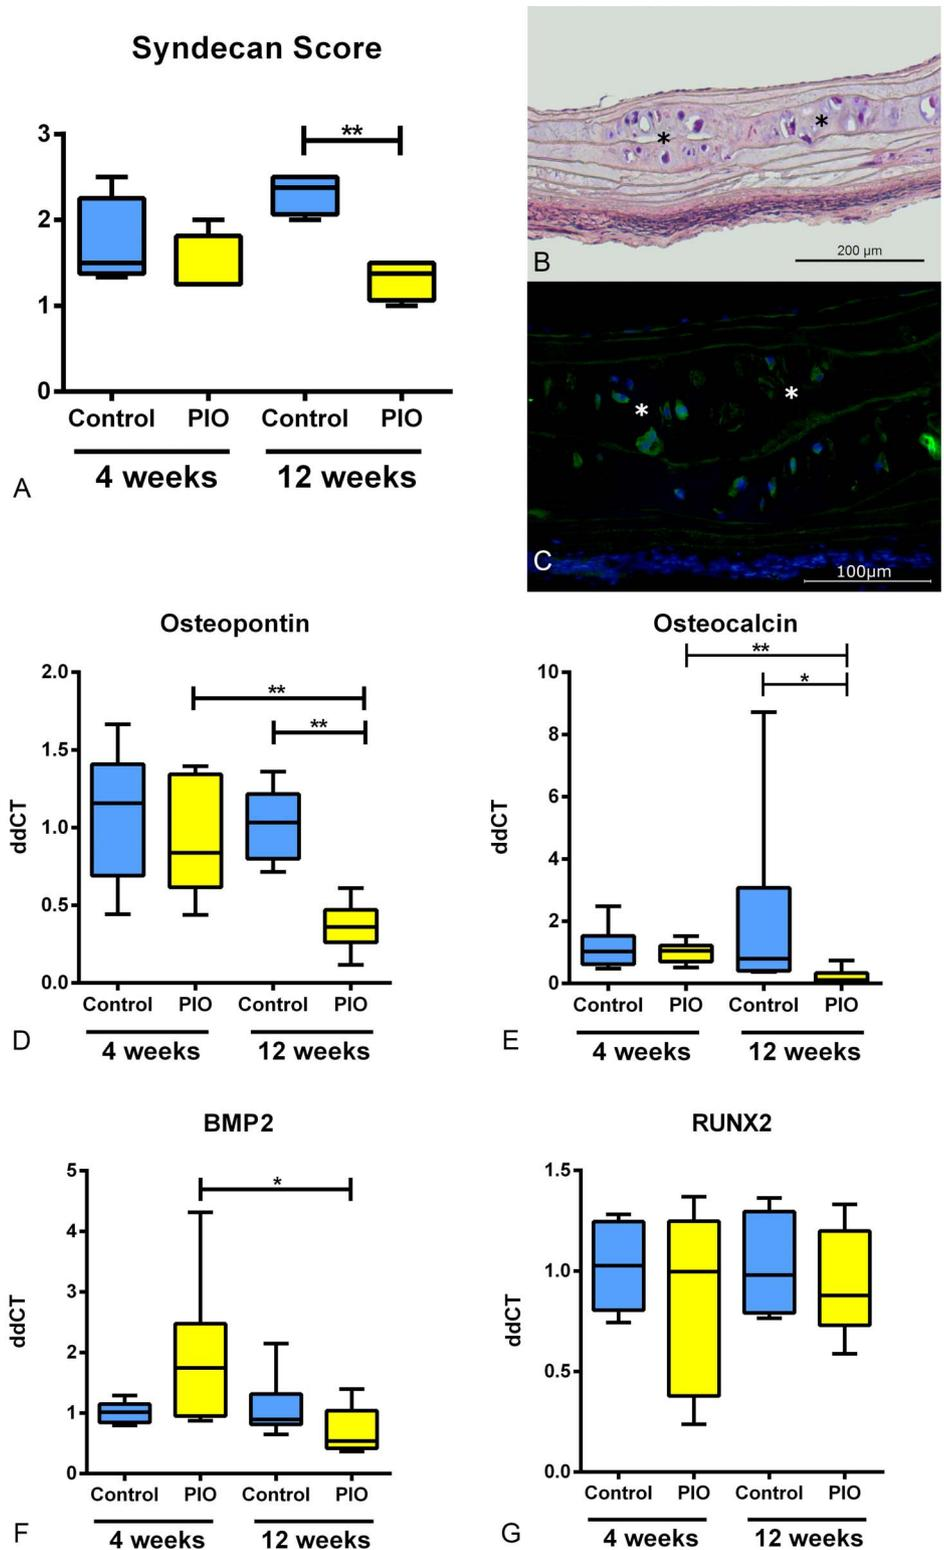 Syndecan Score
3
2
1
0
**
Control PIO Control PIO
4 weeks 12 weeks
A
* *
200 µm
B
* *
100µm
C
Osteopontin
2.0
1.5
1.0
0.5
0.0
ddCT
**
**
Control PIO Control PIO
4 weeks 12 weeks
D
Osteocalcin
10
8
6
4
2
0
ddCT
**
*
Control PIO Control PIO
4 weeks 12 weeks
E
BMP2
5
4
3
2
1
0
ddCT
*
Control PIO Control PIO
4 weeks 12 weeks
F
RUNX2
1.5
1.0
0.5
0.0
ddCT
Control PIO Control PIO
4 weeks 12 weeks
G